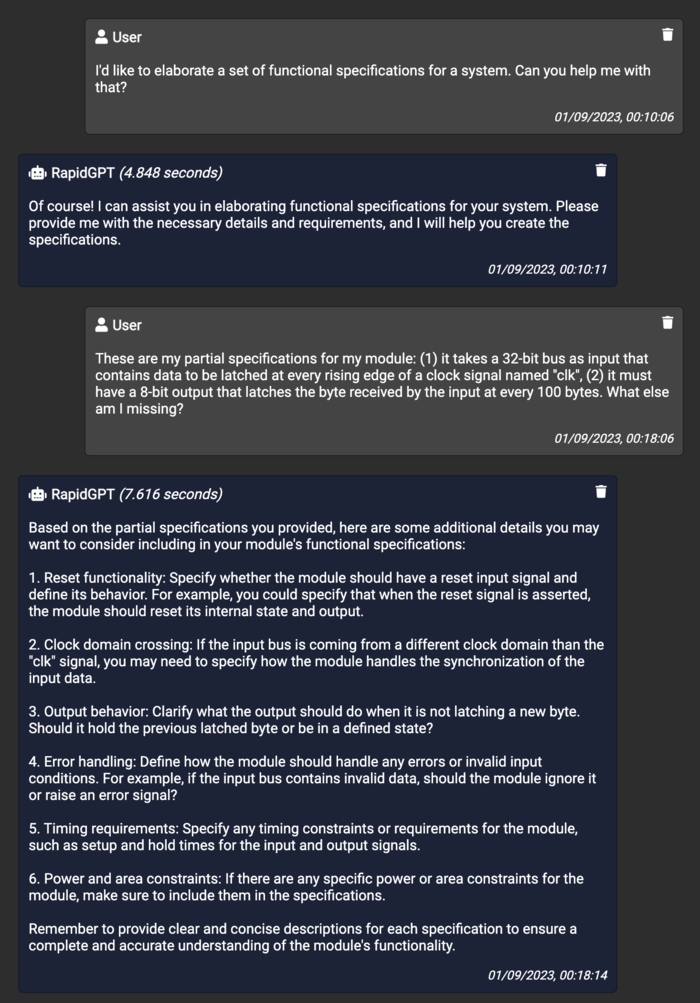 User
I'd like to elaborate a set of functional specifications for a system. Can you help me with
that?
01/09/2023, 00:10:06
RapidGPT (4.848 seconds)
Of course! I can assist you in elaborating functional specifications for your system. Please
provide me with the necessary details and requirements, and I will help you create the
specifications.
01/09/2023, 00:10:11
User
These are my partial specifications for my module: (1) it takes a 32-bit bus as input that
contains data to be latched at every rising edge of a clock signal named "clk", (2) it must
have a 8-bit output that latches the byte received by the input at every 100 bytes. What else
am I missing?
01/09/2023, 00:18:06
RapidGPT (7.616 seconds)
Based on the partial specifications you provided, here are some additional details you may
want to consider including in your module's functional specifications:
1. Reset functionality: Specify whether the module should have a reset input signal and
define its behavior. For example, you could specify that when the reset signal is asserted,
the module should reset its internal state and output.
2. Clock domain crossing: If the input bus is coming from a different clock domain than the
"clk" signal, you may need to specify how the module handles the synchronization of the
input data.
3. Output behavior: Clarify what the output should do when it is not latching a new byte.
Should it hold the previous latched byte or be in a defined state?
4. Error handling: Define how the module should handle any errors or invalid input
conditions. For example, if the input bus contains invalid data, should the module ignore it
or raise an error signal?
5. Timing requirements: Specify any timing constraints or requirements for the module,
such as setup and hold times for the input and output signals.
6. Power and area constraints: If there are any specific power or area constraints for the
module, make sure to include them in the specifications.
Remember to provide clear and concise descriptions for each specification to ensure a
complete and accurate understanding of the module's functionality.
01/09/2023, 00:18:14